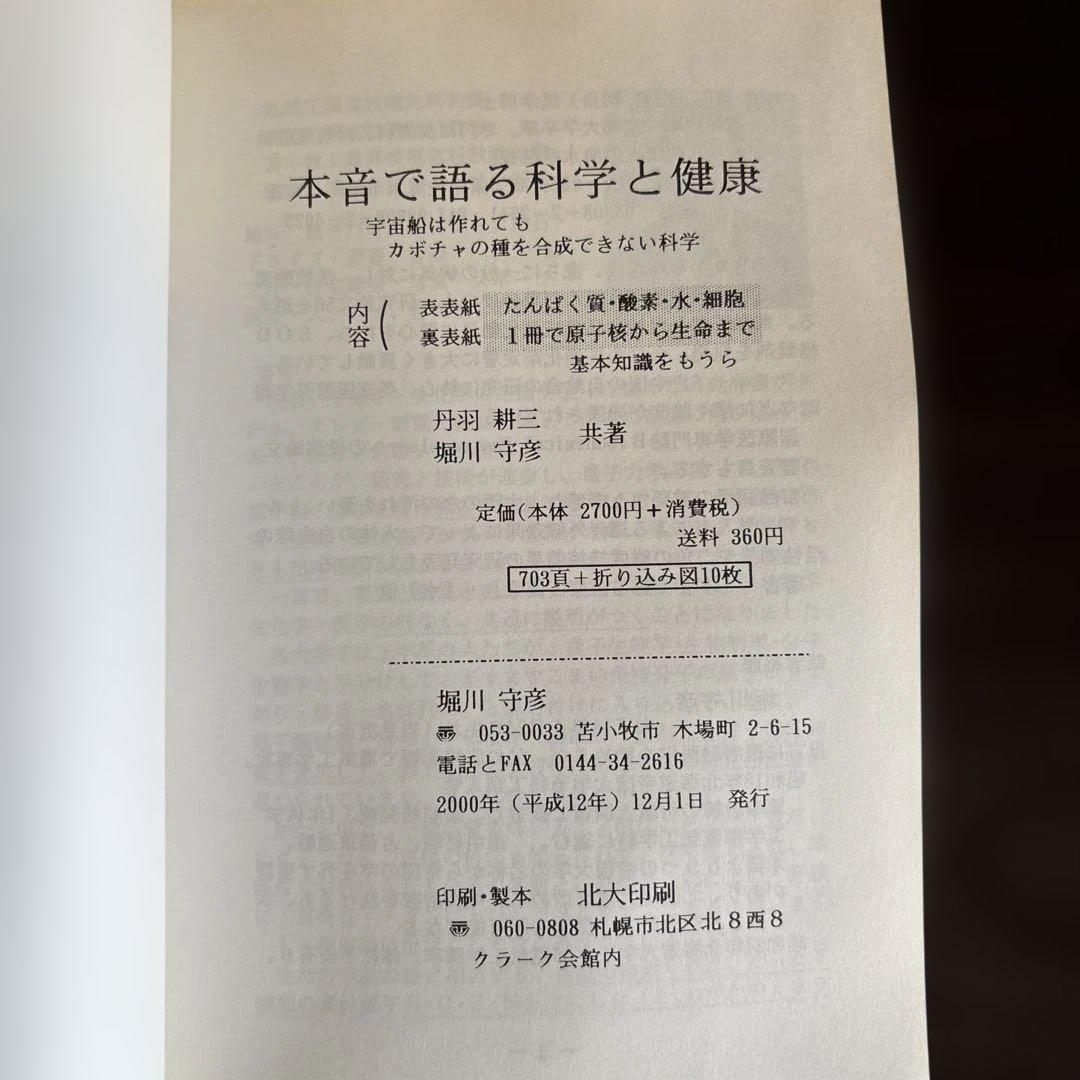 本音で語る科学と健康
宇宙船は作れても
カボチャの種を合成できない科学
内容
表表紙 たんぱく質・酸素・水・細胞
裏表紙 1冊で原子核から生命まで
基本知識をもうら
丹羽 耕三
堀川 守彦 共著
定価(本体 2700円+消費税)
送料 360円
703頁+折り込み図10枚
堀川 守彦
〒 053-0033 苫小牧市 木場町 2-6-15
電話とFAX 0144-34-2616
2000年(平成12年)12月1日 発行
印刷・製本 北大印刷
〒 060-0808 札幌市北区北8西8
クラーク会館内